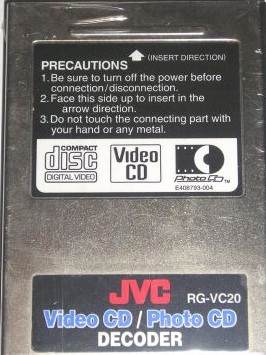 (INSERT DIRECTION)
PRECAUTIONS
1. Be sure to turn off the power before
connection/disconnection.
2. Face this side up to insert in the
arrow direction.
3. Do not touch the connecting part with
your hand or any metal.
COMPACT
disc
DIGITAL VIDEO
Video
CD
Photo CD
E408793-004
JVC
RG-VC20
Video CD / Photo CD
DECODER